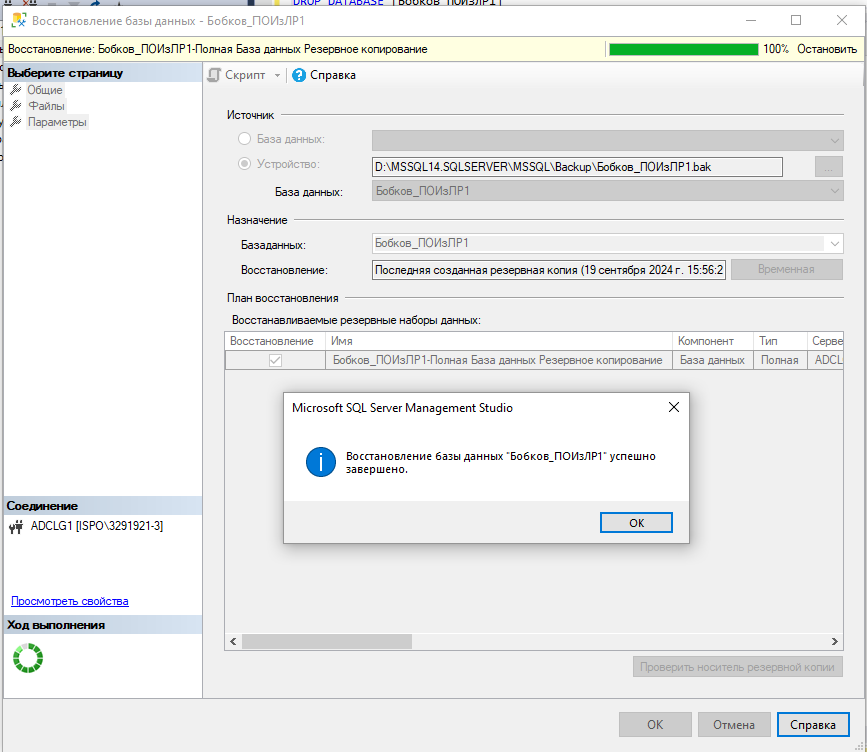 DROP DATABASE [Бобков_ПОИзЛР1]
Восстановление базы данных - Бобков_ПОИзЛР1
Восстановление: Бобков_ПОИзЛР1-Полная База данных Резервное копирование
100% Остановить
Выберите страницу
Общие
Файлы
Параметры
Скрипт Справка
Источник
База данных:
Устройство: D:\MSSQL14.SQLSERVER\MSSQL\Backup\Бобков_ПОИзЛР1.bak ...
База данных: Бобков_ПОИзЛР1
Назначение
Базаданных: Бобков_ПОИзЛР1
Восстановление: Последняя созданная резервная копия (19 сентября 2024 г. 15:56:2 Временная
План восстановления
Восстанавливаемые резервные наборы данных:
Восстановление Имя Компонент Тип Серве
Бобков_ПОИзЛР1-Полная База данных Резервное копирование База данных Полная ADCL
Microsoft SQL Server Management Studio
Восстановление базы данных "Бобков_ПОИзЛР1" успешно
завершено.
ОК
Соединение
ADCLG1 [ISPO\3291921-3]
Просмотреть свойства
Ход выполнения
Проверить носитель резервной копии
ОК Отмена Справка